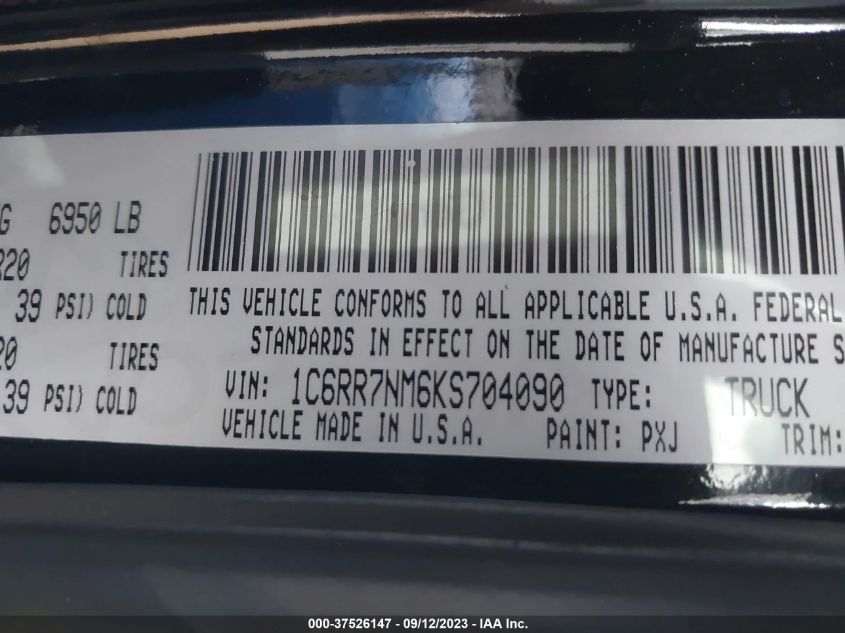 G 6950 LB
20 TIRES
39 PSI) COLD
20 TIRES
39 PSI) COLD
THIS VEHICLE CONFORMS TO ALL APPLICABLE U.S.A. FEDERAL
STANDARDS IN EFFECT ON THE DATE OF MANUFACTURE S
VIN: 1C6RR7NM6KS704090 TYPE: TRUCK
VEHICLE MADE IN U.S.A. PAINT: PXJ TRIM:
000-37526147 - 09/12/2023 - IAA Inc.